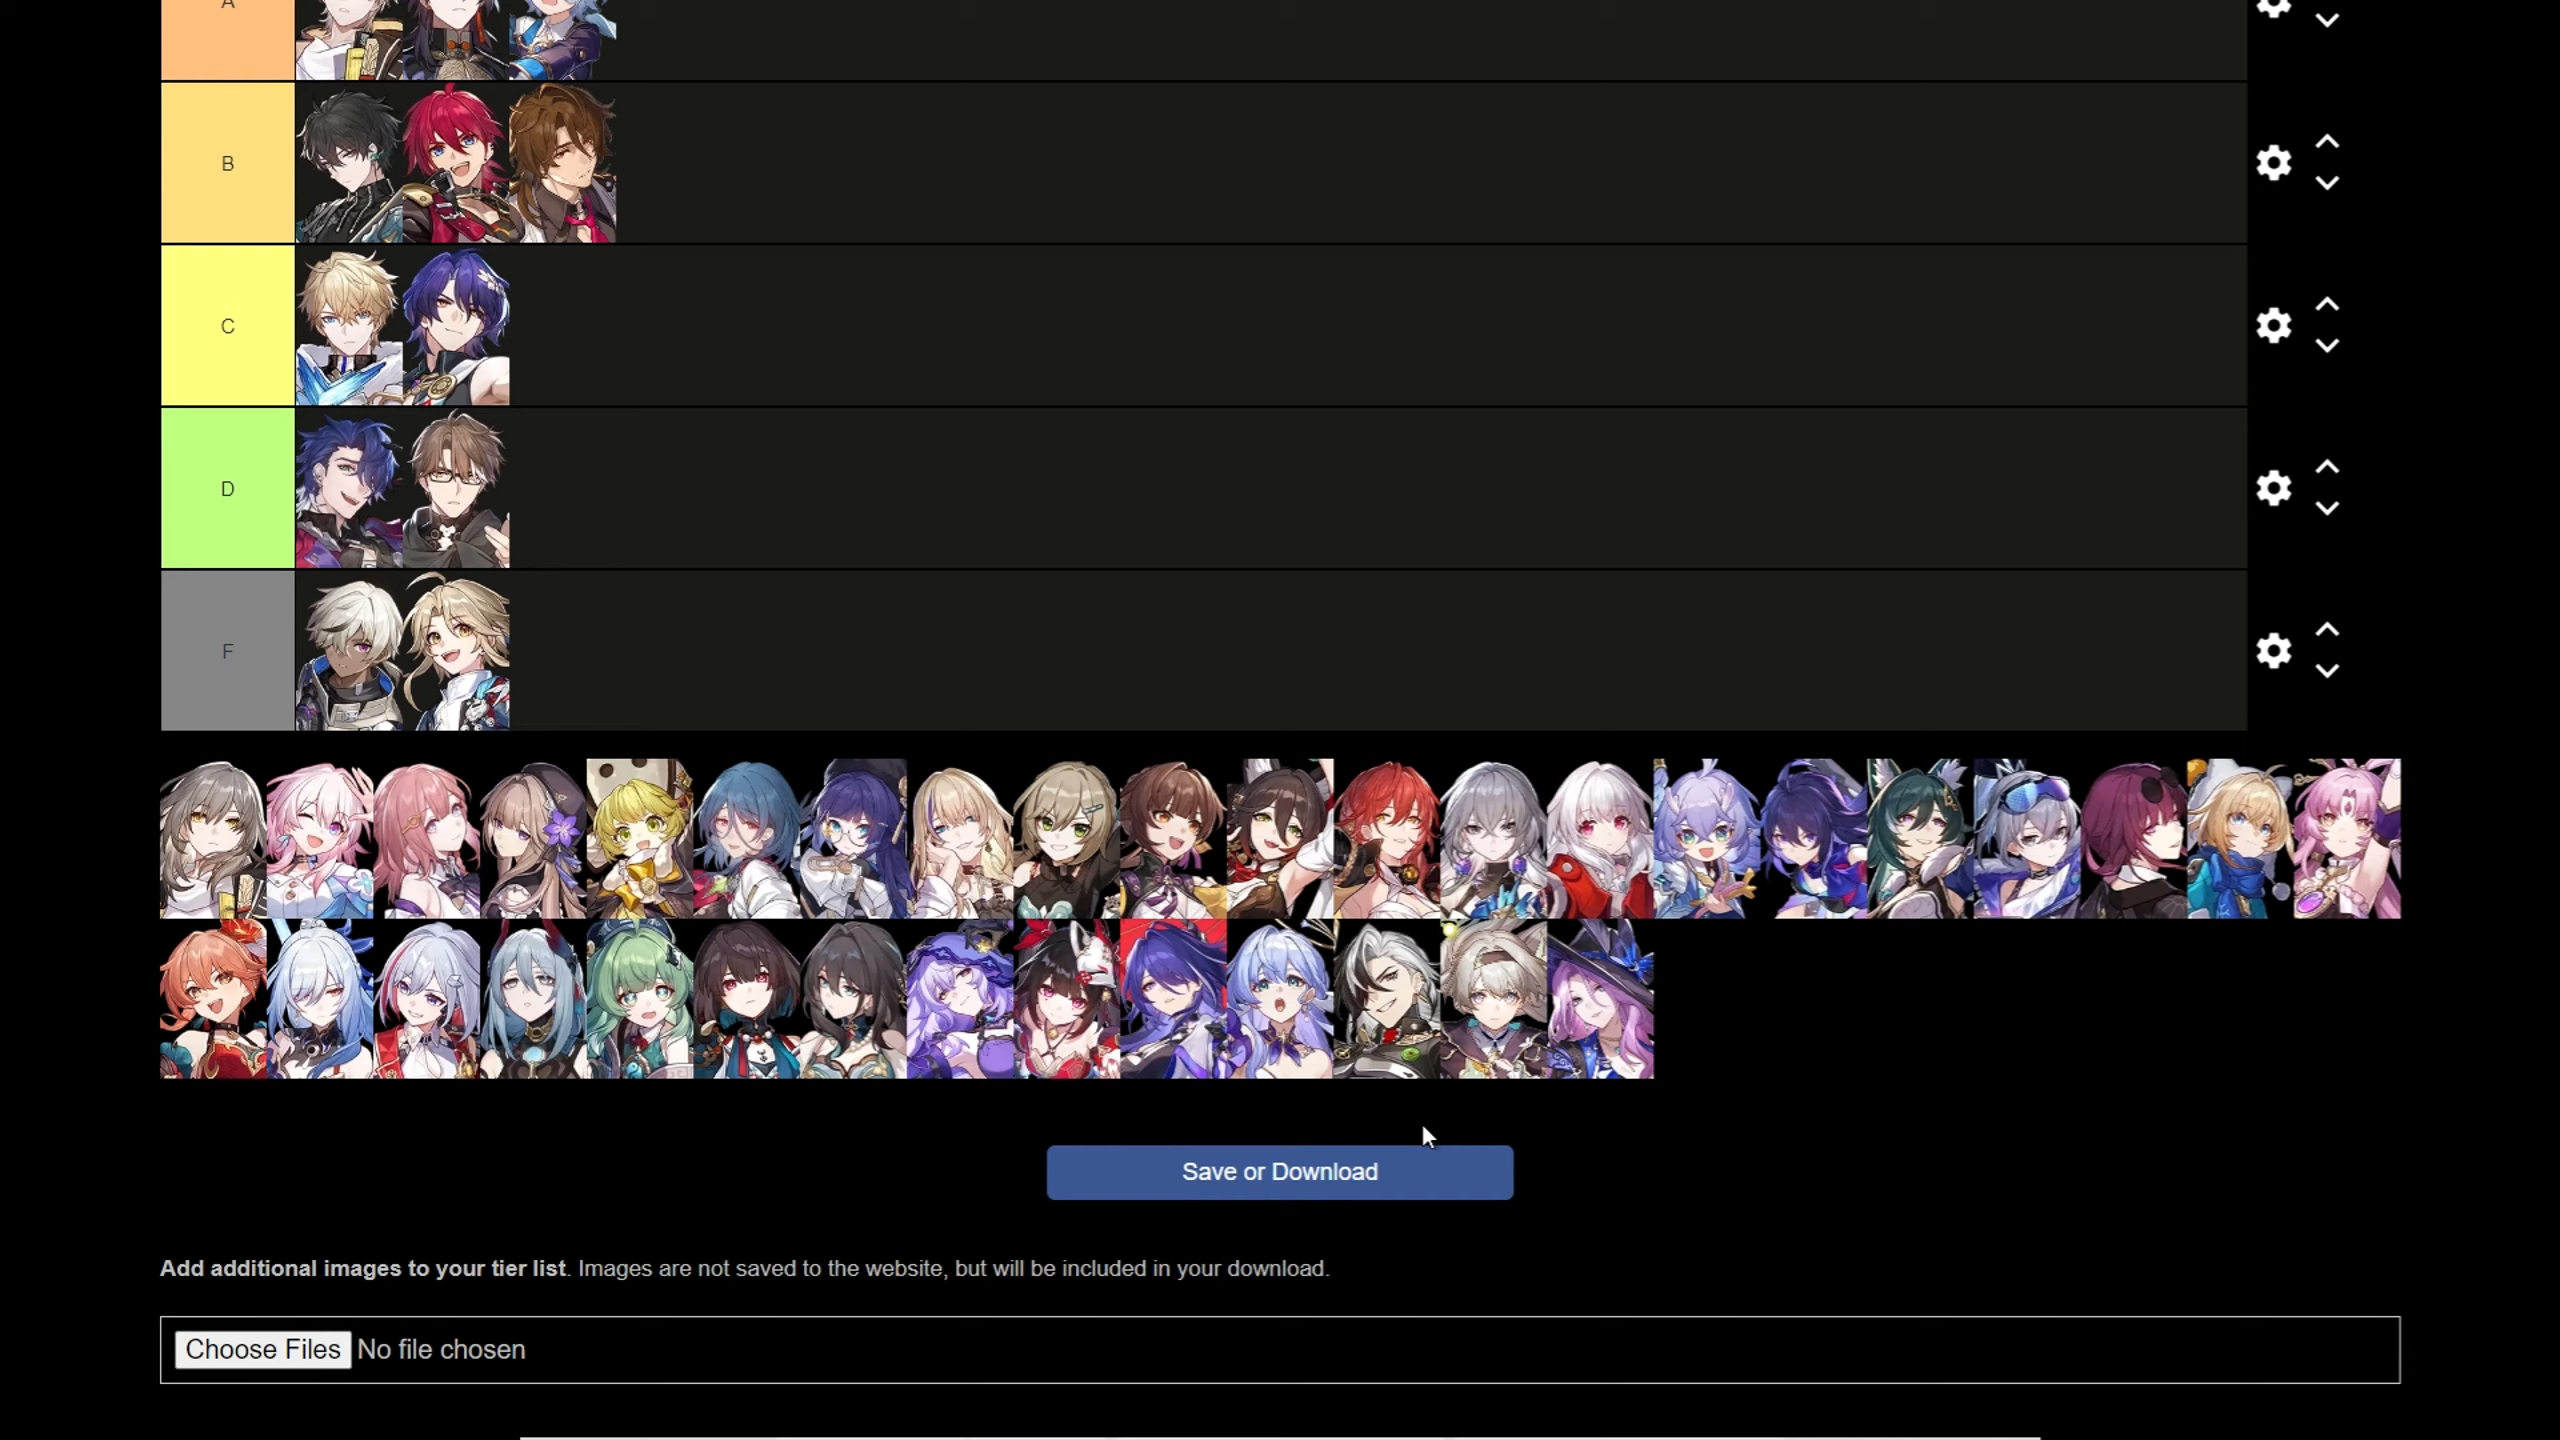 A
B
C
D
F
Save or Download
Add additional images to your tier list. Images are not saved to the website, but will be included in your download.
Choose Files No file chosen